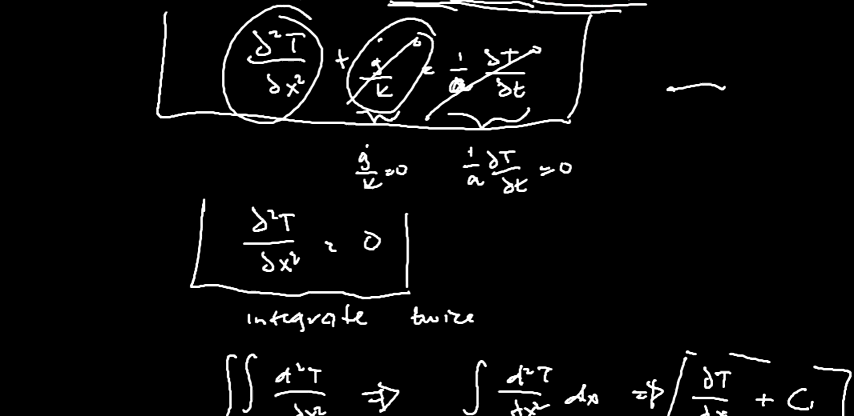 ∂²T/∂x² + ġ/k = 1/α ∂T/∂t
ġ/k = 0    1/α ∂T/∂t = 0
∂²T/∂x² = 0
integrate twice
∫∫ d²T/dx² ⇒ ∫ d²T/dx² dx ⇒ ∂T/∂x + C₁